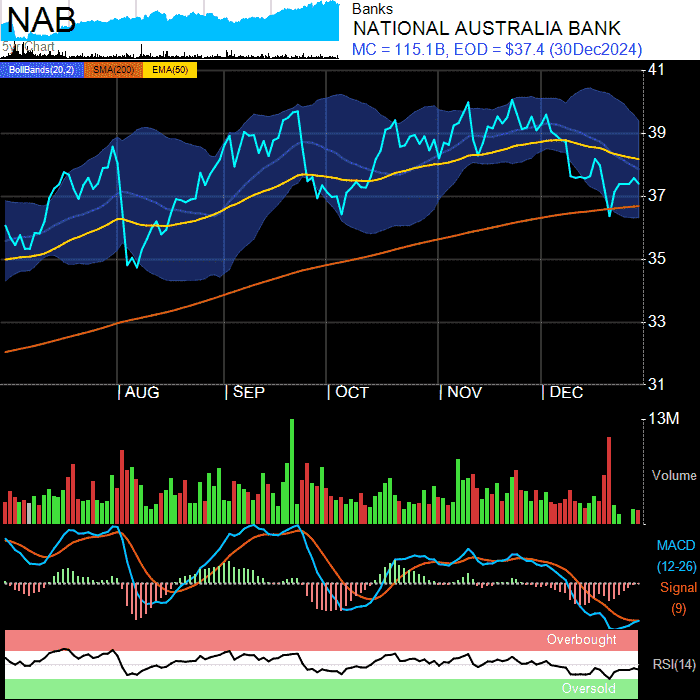 NAB
5yr Chart
Banks
NATIONAL AUSTRALIA BANK
MC = 115.1B, EOD = $37.4 (30Dec2024)
BollBands(20,2) SMA(200) EMA(50)
41
39
37
35
33
31
AUG SEP OCT NOV DEC
13M
Volume
MACD
(12-26)
Signal
(9)
Overbought
RSI(14)
Oversold